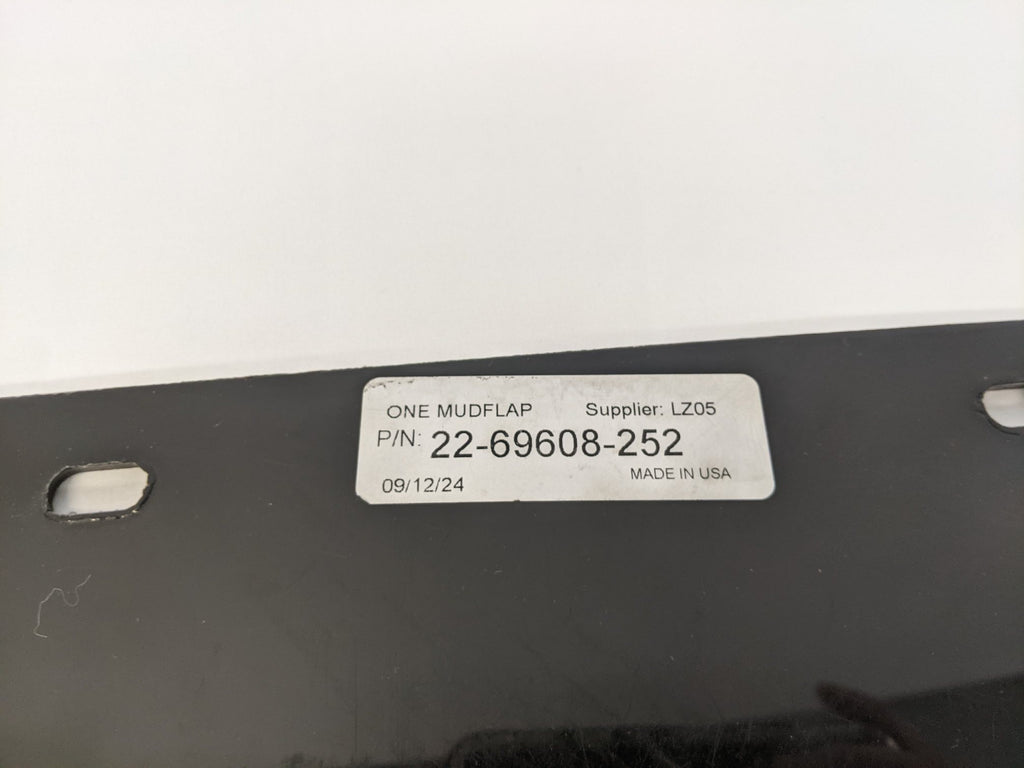 ONE MUDFLAP Supplier: LZ05
P/N: 22-69608-252
MADE IN USA
09/12/24